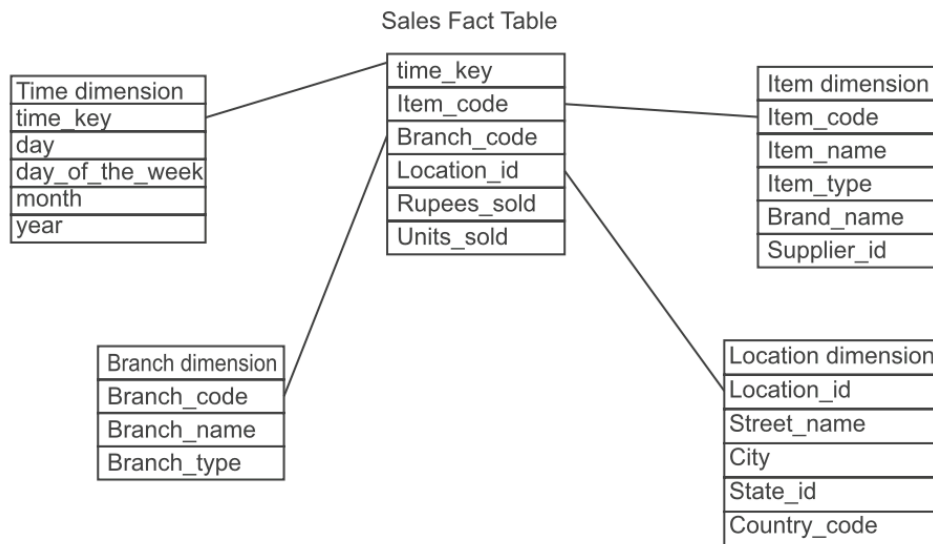 Sales Fact Table
time_key
Item_code
Branch_code
Location_id
Rupees_sold
Units_sold
Time dimension
time_key
day
day_of_the_week
month
year
Item dimension
Item_code
Item_name
Item_type
Brand_name
Supplier_id
Branch dimension
Branch_code
Branch_name
Branch_type
Location dimension
Location_id
Street_name
City
State_id
Country_code